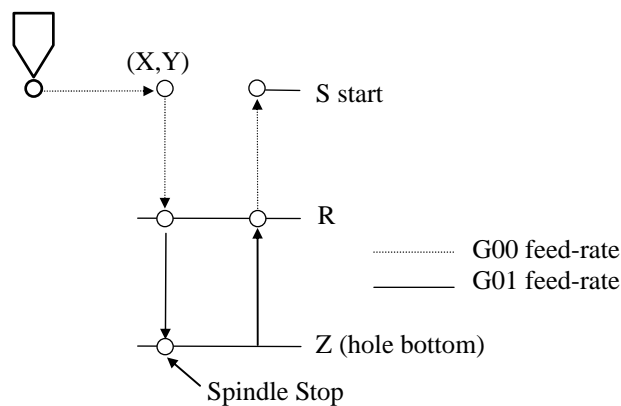 (X,Y)
S start
R
G00 feed-rate
G01 feed-rate
Z (hole bottom)
Spindle Stop